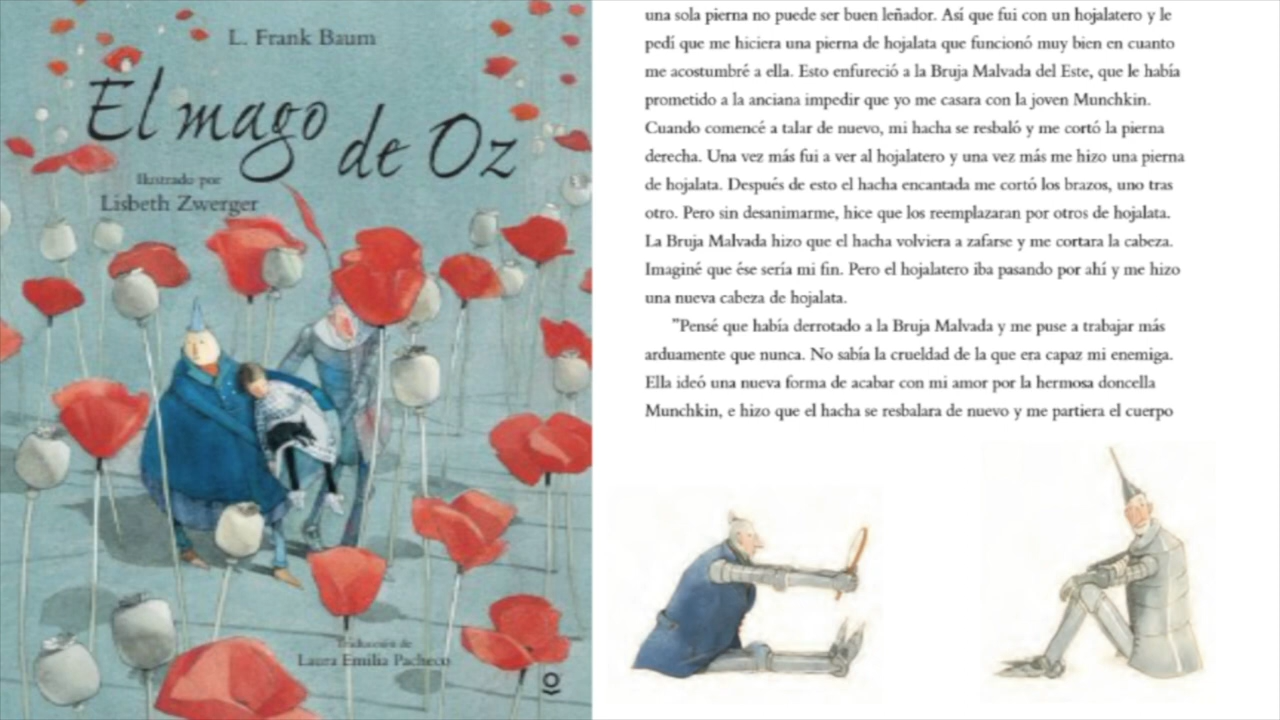 L. Frank Baum
El mago
de Oz
Ilustrado por
Lisbeth Zwerger
Traducción de
Laura Emilia Pacheco
una sola pierna no puede ser buen leñador. Así que fui con un hojalatero y le
pedí que me hiciera una pierna de hojalata que funcionó muy bien en cuanto
me acostumbré a ella. Esto enfureció a la Bruja Malvada del Este, que le había
prometido a la anciana impedir que yo me casara con la joven Munchkin.
Cuando comencé a talar de nuevo, mi hacha se resbaló y me cortó la pierna
derecha. Una vez más fui a ver al hojalatero y una vez más me hizo una pierna
de hojalata. Después de esto el hacha encantada me cortó los brazos, uno tras
otro. Pero sin desanimarme, hice que los reemplazaran por otros de hojalata.
La Bruja Malvada hizo que el hacha volviera a zafarse y me cortara la cabeza.
Imaginé que ése sería mi fin. Pero el hojalatero iba pasando por ahí y me hizo
una nueva cabeza de hojalata.
"Pensé que había derrotado a la Bruja Malvada y me puse a trabajar más
arduamente que nunca. No sabía la crueldad de la que era capaz mi enemiga.
Ella ideó una nueva forma de acabar con mi amor por la hermosa doncella
Munchkin, e hizo que el hacha se resbalara de nuevo y me partiera el cuerpo